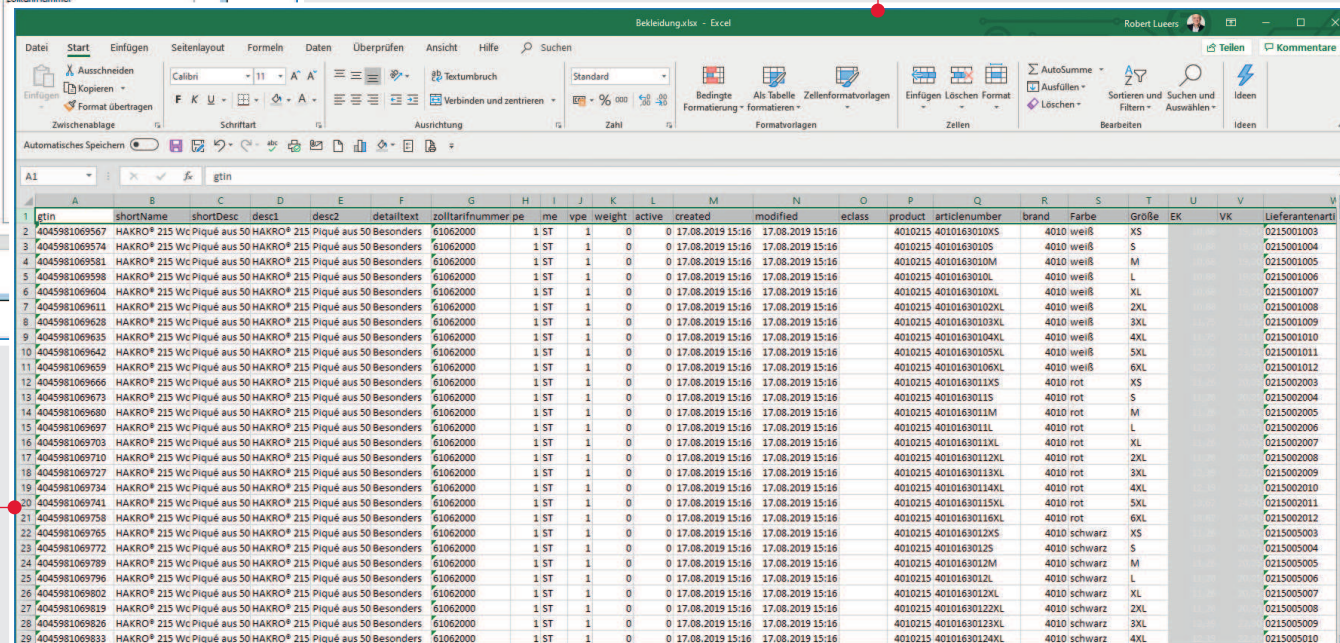 Bekleidung.xlsx - Excel
Robert Lueers
Datei Start Einfügen Seitenlayout Formeln Daten Überprüfen Ansicht Hilfe Suchen
Teilen Kommentare
Einfügen
Ausschneiden
Kopieren
Format übertragen
Zwischenablage
Calibri 11 A A
F K U
Schriftart
Textumbruch
Verbinden und zentrieren
Ausrichtung
Standard
% 000
Zahl
Bedingte Formatierung
Als Tabelle formatieren
Zellenformatvorlagen
Formatvorlagen
Einfügen Löschen Format
Zellen
AutoSumme
Ausfüllen
Löschen
Sortieren und Filtern
Suchen und Auswählen
Bearbeiten
Ideen
Ideen
Automatisches Speichern
A1 fx gtin
A B C D E F G H I J K L M N O P Q R S T U V W
1 gtin shortName shortDesc desc1 desc2 detailtext zolltarifnummer pe me vpe weight active created modified eclass product articlenumber brand Farbe Größe EK VK Lieferantenarti
2 4045981069567 HAKRO® 215 Wc Piqué aus 50 HAKRO® 215 Piqué aus 50 Besonders 61062000 1 ST 1 0 0 17.08.2019 15:16 17.08.2019 15:16 4010215 4010163010XS 4010 weiß XS 0215001003
3 4045981069574 HAKRO® 215 Wc Piqué aus 50 HAKRO® 215 Piqué aus 50 Besonders 61062000 1 ST 1 0 0 17.08.2019 15:16 17.08.2019 15:16 4010215 4010163010S 4010 weiß S 0215001004
4 4045981069581 HAKRO® 215 Wc Piqué aus 50 HAKRO® 215 Piqué aus 50 Besonders 61062000 1 ST 1 0 0 17.08.2019 15:16 17.08.2019 15:16 4010215 4010163010M 4010 weiß M 0215001005
5 4045981069598 HAKRO® 215 Wc Piqué aus 50 HAKRO® 215 Piqué aus 50 Besonders 61062000 1 ST 1 0 0 17.08.2019 15:16 17.08.2019 15:16 4010215 4010163010L 4010 weiß L 0215001006
6 4045981069604 HAKRO® 215 Wc Piqué aus 50 HAKRO® 215 Piqué aus 50 Besonders 61062000 1 ST 1 0 0 17.08.2019 15:16 17.08.2019 15:16 4010215 4010163010XL 4010 weiß XL 0215001007
7 4045981069611 HAKRO® 215 Wc Piqué aus 50 HAKRO® 215 Piqué aus 50 Besonders 61062000 1 ST 1 0 0 17.08.2019 15:16 17.08.2019 15:16 4010215 40101630102XL 4010 weiß 2XL 0215001008
8 4045981069628 HAKRO® 215 Wc Piqué aus 50 HAKRO® 215 Piqué aus 50 Besonders 61062000 1 ST 1 0 0 17.08.2019 15:16 17.08.2019 15:16 4010215 40101630103XL 4010 weiß 3XL 0215001009
9 4045981069635 HAKRO® 215 Wc Piqué aus 50 HAKRO® 215 Piqué aus 50 Besonders 61062000 1 ST 1 0 0 17.08.2019 15:16 17.08.2019 15:16 4010215 40101630104XL 4010 weiß 4XL 0215001010
10 4045981069642 HAKRO® 215 Wc Piqué aus 50 HAKRO® 215 Piqué aus 50 Besonders 61062000 1 ST 1 0 0 17.08.2019 15:16 17.08.2019 15:16 4010215 40101630105XL 4010 weiß 5XL 0215001011
11 4045981069659 HAKRO® 215 Wc Piqué aus 50 HAKRO® 215 Piqué aus 50 Besonders 61062000 1 ST 1 0 0 17.08.2019 15:16 17.08.2019 15:16 4010215 40101630106XL 4010 weiß 6XL 0215001012
12 4045981069666 HAKRO® 215 Wc Piqué aus 50 HAKRO® 215 Piqué aus 50 Besonders 61062000 1 ST 1 0 0 17.08.2019 15:16 17.08.2019 15:16 4010215 4010163011XS 4010 rot XS 0215002003
13 4045981069673 HAKRO® 215 Wc Piqué aus 50 HAKRO® 215 Piqué aus 50 Besonders 61062000 1 ST 1 0 0 17.08.2019 15:16 17.08.2019 15:16 4010215 4010163011S 4010 rot S 0215002004
14 4045981069680 HAKRO® 215 Wc Piqué aus 50 HAKRO® 215 Piqué aus 50 Besonders 61062000 1 ST 1 0 0 17.08.2019 15:16 17.08.2019 15:16 4010215 4010163011M 4010 rot M 0215002005
15 4045981069697 HAKRO® 215 Wc Piqué aus 50 HAKRO® 215 Piqué aus 50 Besonders 61062000 1 ST 1 0 0 17.08.2019 15:16 17.08.2019 15:16 4010215 4010163011L 4010 rot L 0215002006
16 4045981069703 HAKRO® 215 Wc Piqué aus 50 HAKRO® 215 Piqué aus 50 Besonders 61062000 1 ST 1 0 0 17.08.2019 15:16 17.08.2019 15:16 4010215 4010163011XL 4010 rot XL 0215002007
17 4045981069710 HAKRO® 215 Wc Piqué aus 50 HAKRO® 215 Piqué aus 50 Besonders 61062000 1 ST 1 0 0 17.08.2019 15:16 17.08.2019 15:16 4010215 40101630112XL 4010 rot 2XL 0215002008
18 4045981069727 HAKRO® 215 Wc Piqué aus 50 HAKRO® 215 Piqué aus 50 Besonders 61062000 1 ST 1 0 0 17.08.2019 15:16 17.08.2019 15:16 4010215 40101630113XL 4010 rot 3XL 0215002009
19 4045981069734 HAKRO® 215 Wc Piqué aus 50 HAKRO® 215 Piqué aus 50 Besonders 61062000 1 ST 1 0 0 17.08.2019 15:16 17.08.2019 15:16 4010215 40101630114XL 4010 rot 4XL 0215002010
20 4045981069741 HAKRO® 215 Wc Piqué aus 50 HAKRO® 215 Piqué aus 50 Besonders 61062000 1 ST 1 0 0 17.08.2019 15:16 17.08.2019 15:16 4010215 40101630115XL 4010 rot 5XL 0215002011
21 4045981069758 HAKRO® 215 Wc Piqué aus 50 HAKRO® 215 Piqué aus 50 Besonders 61062000 1 ST 1 0 0 17.08.2019 15:16 17.08.2019 15:16 4010215 40101630116XL 4010 rot 6XL 0215002012
22 4045981069765 HAKRO® 215 Wc Piqué aus 50 HAKRO® 215 Piqué aus 50 Besonders 61062000 1 ST 1 0 0 17.08.2019 15:16 17.08.2019 15:16 4010215 4010163012XS 4010 schwarz XS 0215005003
23 4045981069772 HAKRO® 215 Wc Piqué aus 50 HAKRO® 215 Piqué aus 50 Besonders 61062000 1 ST 1 0 0 17.08.2019 15:16 17.08.2019 15:16 4010215 4010163012S 4010 schwarz S 0215005004
24 4045981069789 HAKRO® 215 Wc Piqué aus 50 HAKRO® 215 Piqué aus 50 Besonders 61062000 1 ST 1 0 0 17.08.2019 15:16 17.08.2019 15:16 4010215 4010163012M 4010 schwarz M 0215005005
25 4045981069796 HAKRO® 215 Wc Piqué aus 50 HAKRO® 215 Piqué aus 50 Besonders 61062000 1 ST 1 0 0 17.08.2019 15:16 17.08.2019 15:16 4010215 4010163012L 4010 schwarz L 0215005006
26 4045981069802 HAKRO® 215 Wc Piqué aus 50 HAKRO® 215 Piqué aus 50 Besonders 61062000 1 ST 1 0 0 17.08.2019 15:16 17.08.2019 15:16 4010215 4010163012XL 4010 schwarz XL 0215005007
27 4045981069819 HAKRO® 215 Wc Piqué aus 50 HAKRO® 215 Piqué aus 50 Besonders 61062000 1 ST 1 0 0 17.08.2019 15:16 17.08.2019 15:16 4010215 40101630122XL 4010 schwarz 2XL 0215005008
28 4045981069826 HAKRO® 215 Wc Piqué aus 50 HAKRO® 215 Piqué aus 50 Besonders 61062000 1 ST 1 0 0 17.08.2019 15:16 17.08.2019 15:16 4010215 40101630123XL 4010 schwarz 3XL 0215005009
29 4045981069833 HAKRO® 215 Wc Piqué aus 50 HAKRO® 215 Piqué aus 50 Besonders 61062000 1 ST 1 0 0 17.08.2019 15:16 17.08.2019 15:16 4010215 40101630124XL 4010 schwarz 4XL 0215005010